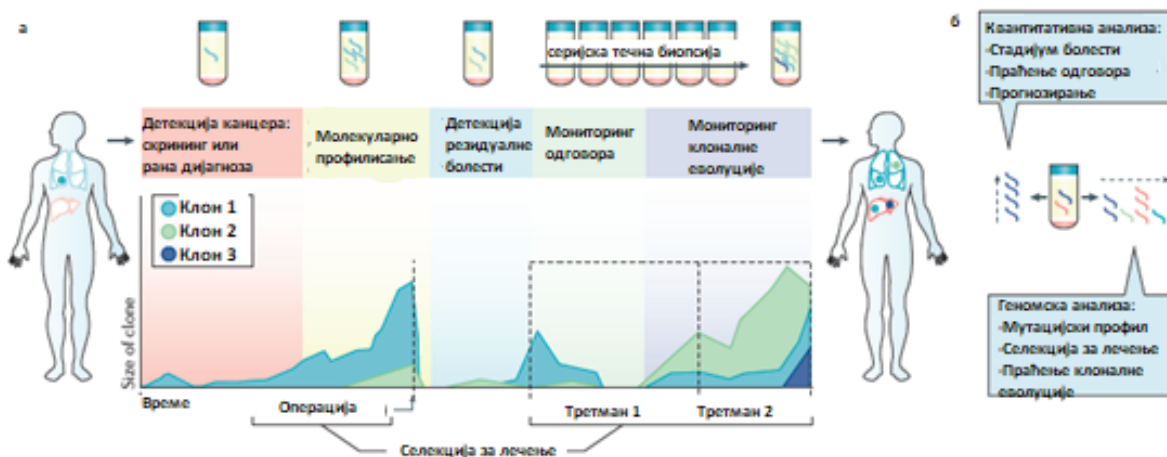 а
серијска течна биопсија
Детекција канцера:
скрининг или
рана дијагноза
Молекуларно
профилисање
Детекција
резидуалне
болести
Мониторинг
одговора
Мониторинг
клоналне
еволуције
Клон 1
Клон 2
Клон 3
Size of clone
Време
Операција
Третман 1
Третман 2
Селекција за лечење
б
Квантитативна анализа:
-Стадијум болести
-Праћење одговора
-Прогнозирање
Геномска анализа:
-Мутацијски профил
-Селекција за лечење
-Праћење клоналне
еволуције